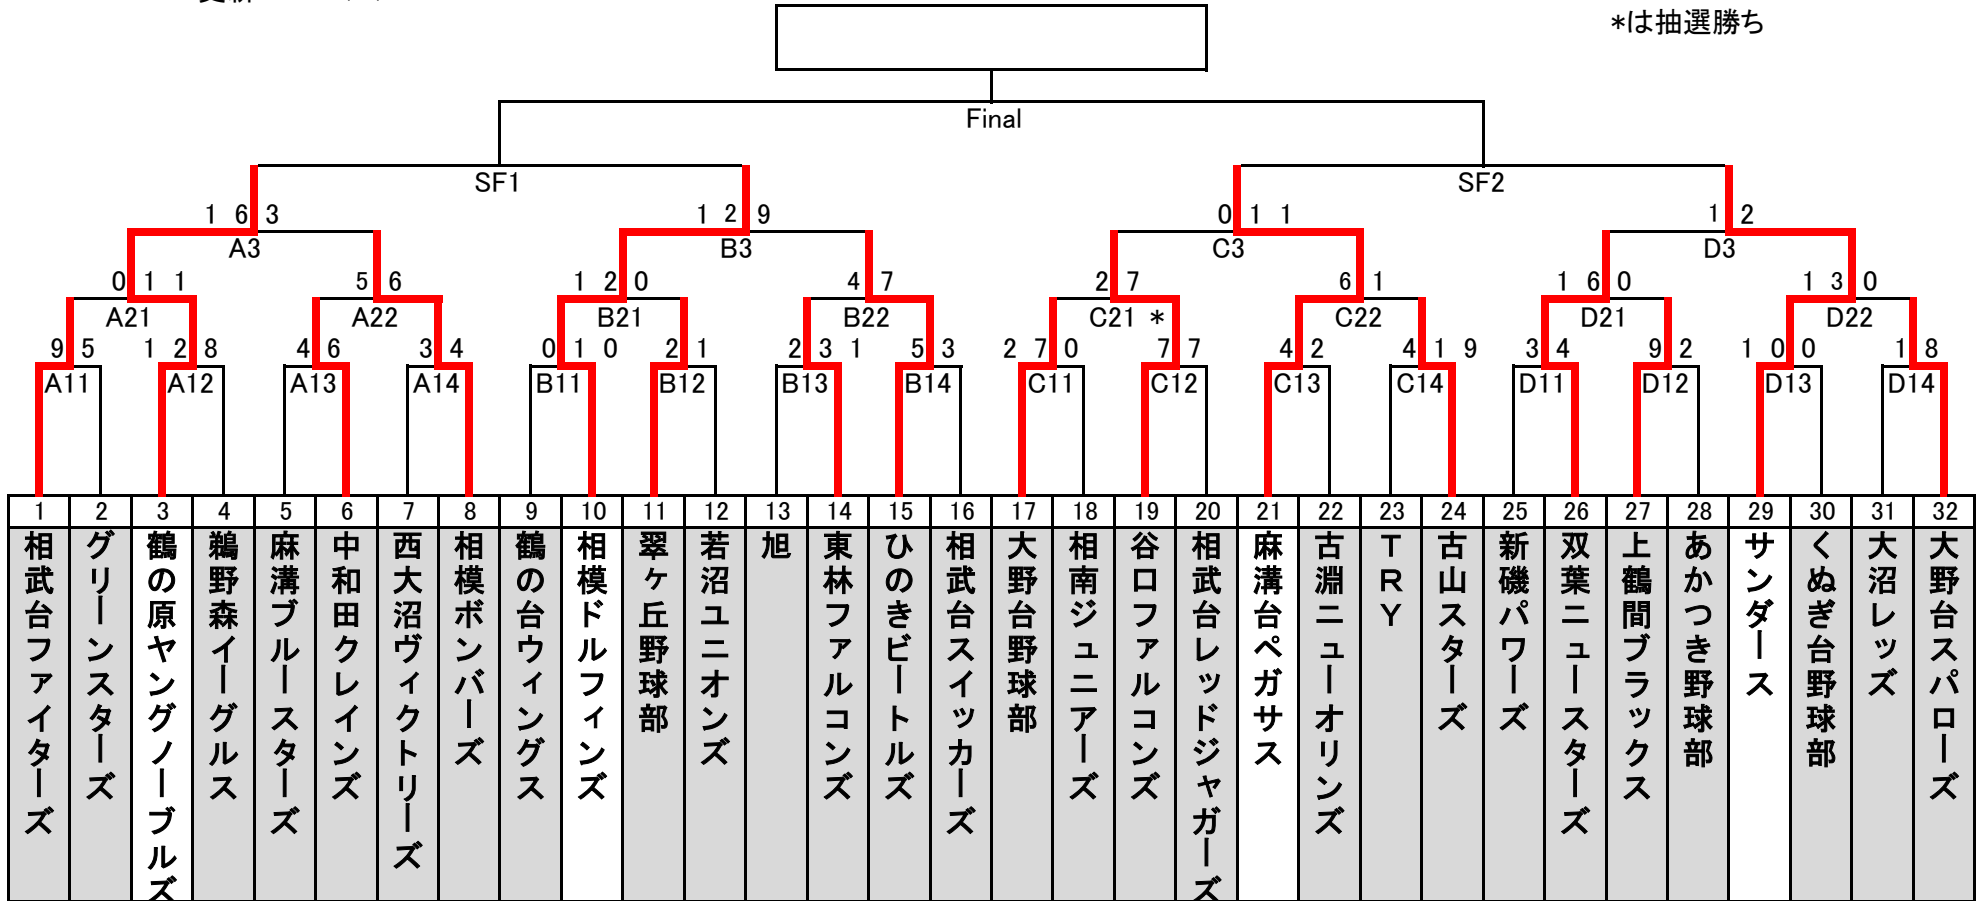 *は抽選勝ち
Final
SF1 SF2
1 6 3 1 2 9 0 1 1 1 2
A3 B3 C3 D3
0 1 1 5 6 1 2 0 4 7 2 7 6 1 1 6 0 1 3 0
A21 A22 B21 B22 C21 * C22 D21 D22
9 5 1 2 8 4 6 3 4 0 1 0 2 1 2 3 1 5 3 2 7 0 7 7 4 2 4 1 9 3 4 9 2 1 0 0 1 8
A11 A12 A13 A14 B11 B12 B13 B14 C11 C12 C13 C14 D11 D12 D13 D14
1 2 3 4 5 6 7 8 9 10 11 12 13 14 15 16 17 18 19 20 21 22 23 24 25 26 27 28 29 30 31 32
相武台ファイターズ
グリーンスターズ
鶴の原ヤングノーブルズ
鵜野森イーグルス
麻溝ブルースターズ
中和田クレインズ
西大沼ヴィクトリーズ
相模ボンバーズ
鶴の台ウィングス
相模ドルフィンズ
翠ヶ丘野球部
若沼ユニオンズ
旭
東林ファルコンズ
ひのきビートルズ
相武台スイッカーズ
大野台野球部
相南ジュニアーズ
谷口ファルコンズ
相武台レッドジャガーズ
麻溝台ペガサス
古淵ニューオリンズ
TRY
古山スターズ
新磯パワーズ
双葉ニュースターズ
上鶴間ブラックス
あかつき野球部
サンダース
くぬぎ台野球部
大沼レッズ
大野台スパローズ